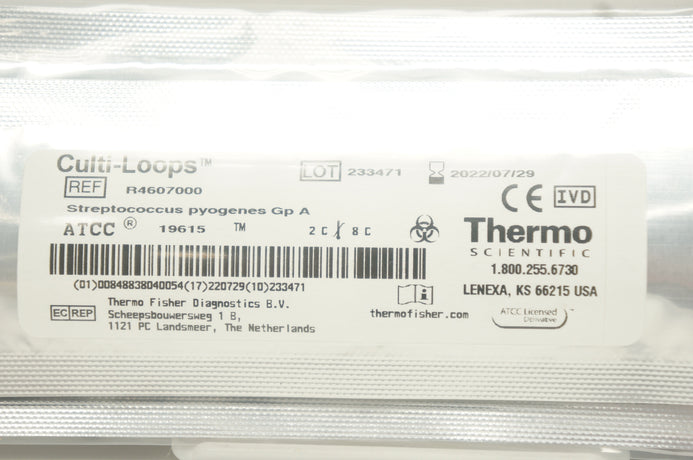 Culti-Loops™
LOT 233471
2022/07/29
REF R4607000
CE IVD
Streptococcus pyogenes Gp A
ATCC® 19615 ™
2 C 8 C
Thermo
SCIENTIFIC
1.800.255.6730
(01)00848838040054(17)220729(10)233471
LENEXA, KS 66215 USA
EC REP
Thermo Fisher Diagnostics B.V.
Scheepsbouwersweg 1 B,
1121 PC Landsmeer, The Netherlands
i
thermofisher.com
ATCC Licensed
Derivative™